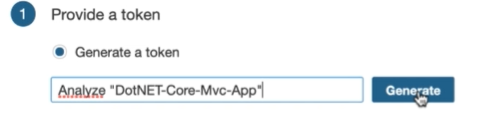 1 Provide a token
Generate a token
Analyze "DotNET-Core-Mvc-App" Generate